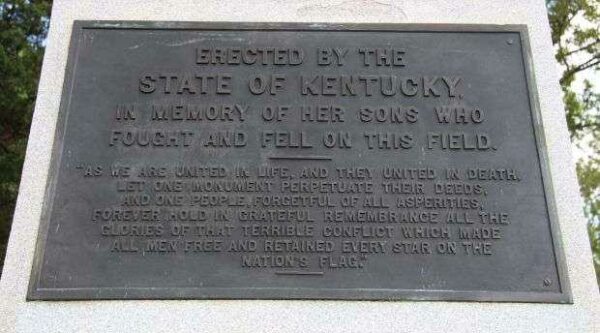 ERECTED BY THE
STATE OF KENTUCKY,
IN MEMORY OF HER SONS WHO
FOUGHT AND FELL ON THIS FIELD.
"AS WE ARE UNITED IN LIFE, AND THEY UNITED IN DEATH,
LET ONE MONUMENT PERPETUATE THEIR DEEDS,
AND ONE PEOPLE, FORGETFUL OF ALL ASPERITIES,
FOREVER HOLD IN GRATEFUL REMEMBRANCE ALL THE
GLORIES OF THAT TERRIBLE CONFLICT WHICH MADE
ALL MEN FREE AND RETAINED EVERY STAR ON THE
NATION'S FLAG."